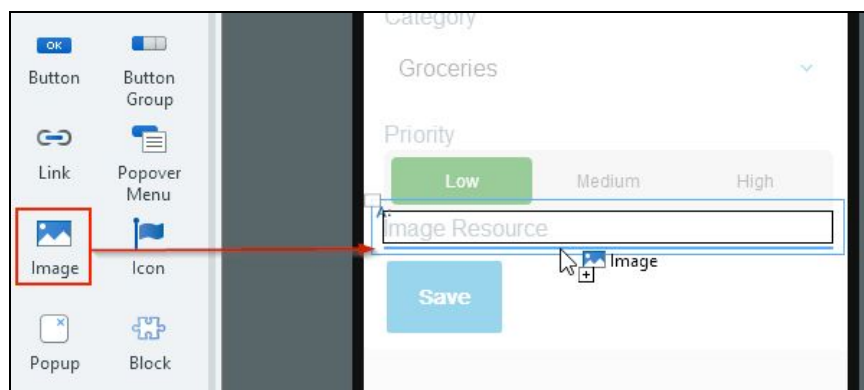 OK
Button
Button
Group
Link
Popover
Menu
Image
Icon
Popup
Block
Category
Groceries
Priority
Low Medium High
A:
Image Resource
Image
Save